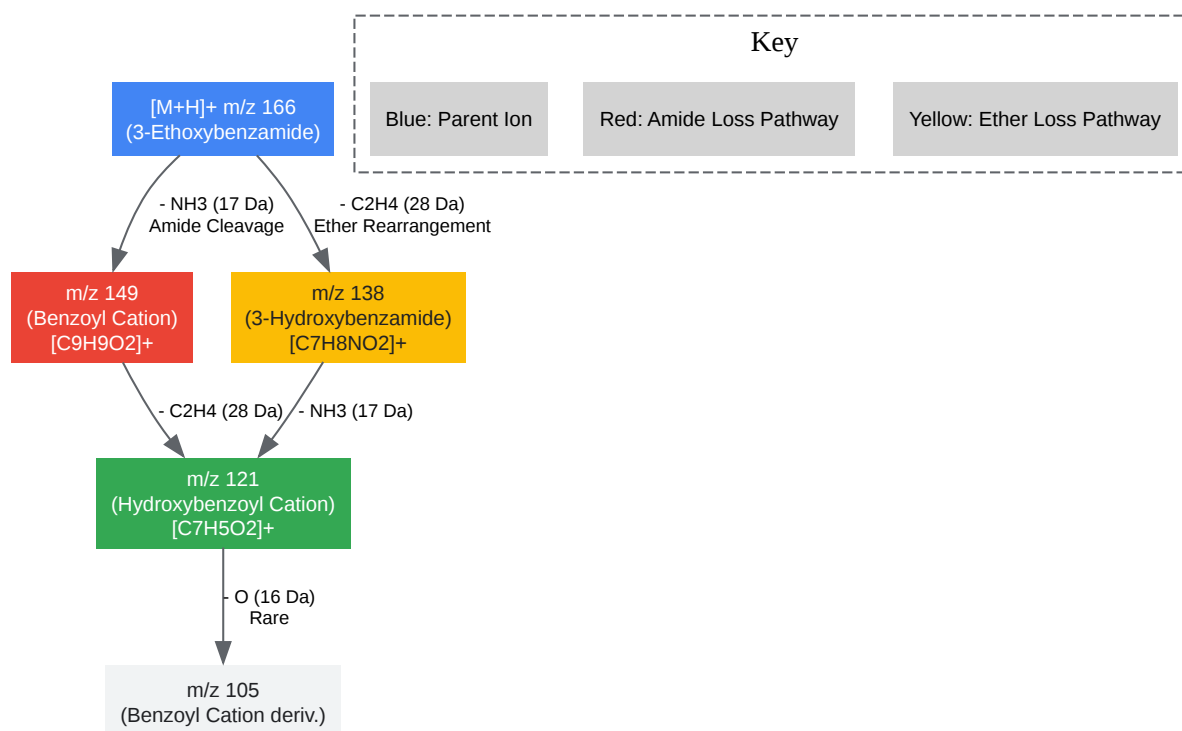 Key
Blue: Parent Ion
Red: Amide Loss Pathway
Yellow: Ether Loss Pathway
[M+H]+ m/z 166
(3-Ethoxybenzamide)
- NH3 (17 Da)
Amide Cleavage
- C2H4 (28 Da)
Ether Rearrangement
m/z 149
(Benzoyl Cation)
[C9H9O2]+
m/z 138
(3-Hydroxybenzamide)
[C7H8NO2]+
- C2H4 (28 Da)
- NH3 (17 Da)
m/z 121
(Hydroxybenzoyl Cation)
[C7H5O2]+
- O (16 Da)
Rare
m/z 105
(Benzoyl Cation deriv.)